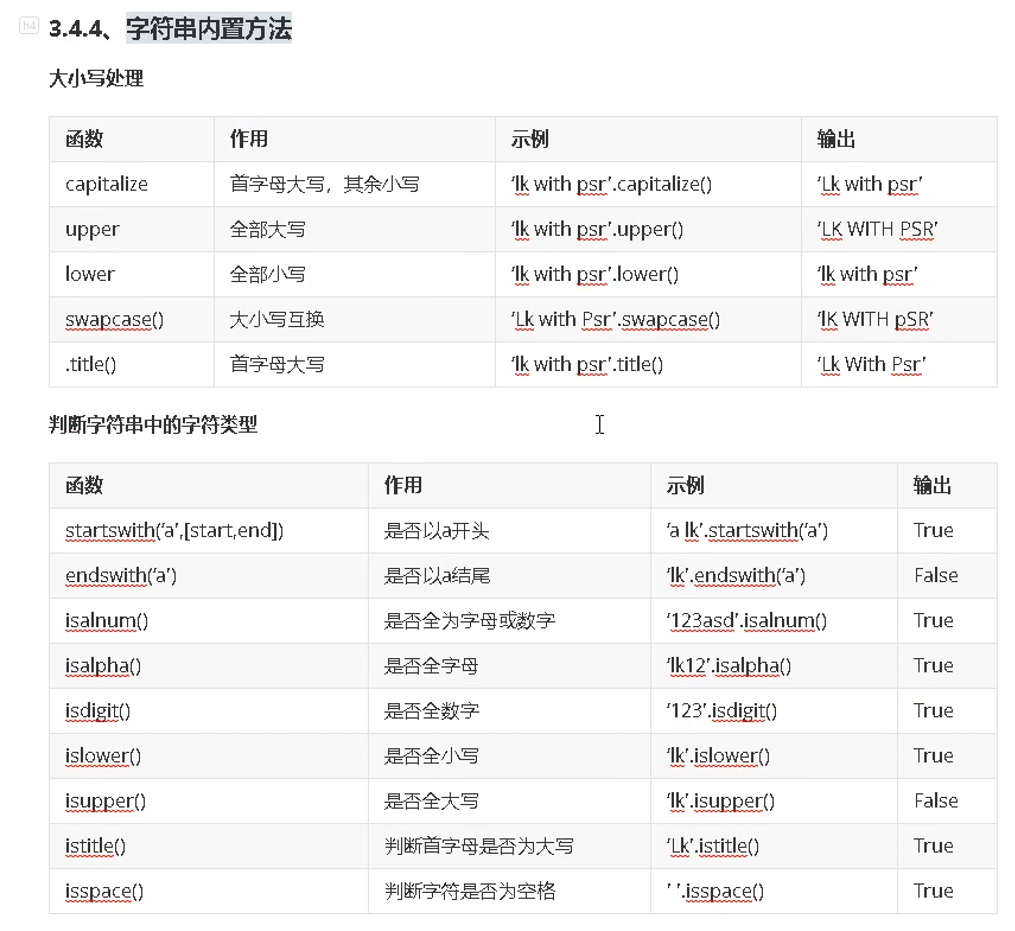 h4
3.4.4、字符串内置方法
大小写处理
函数 作用 示例 输出
capitalize 首字母大写，其余小写 ‘lk with psr’.capitalize() ‘Lk with psr’
upper 全部大写 ‘lk with psr’.upper() ‘LK WITH PSR’
lower 全部小写 ‘lk with psr’.lower() ‘lk with psr’
swapcase() 大小写互换 ‘Lk with Psr’.swapcase() ‘lK WITH pSR’
.title() 首字母大写 ‘lk with psr’.title() ‘Lk With Psr’
判断字符串中的字符类型
函数 作用 示例 输出
startswith(‘a’,[start,end]) 是否以a开头 ‘a lk’.startswith(‘a’) True
endswith(‘a’) 是否以a结尾 ‘lk’.endswith(‘a’) False
isalnum() 是否全为字母或数字 ‘123asd’.isalnum() True
isalpha() 是否全字母 ‘lk12’.isalpha() True
isdigit() 是否全数字 ‘123’.isdigit() True
islower() 是否全小写 ‘lk’.islower() True
isupper() 是否全大写 ‘lk’.isupper() False
istitle() 判断首字母是否为大写 ‘Lk’.istitle() True
isspace() 判断字符是否为空格 ’ ‘.isspace() True